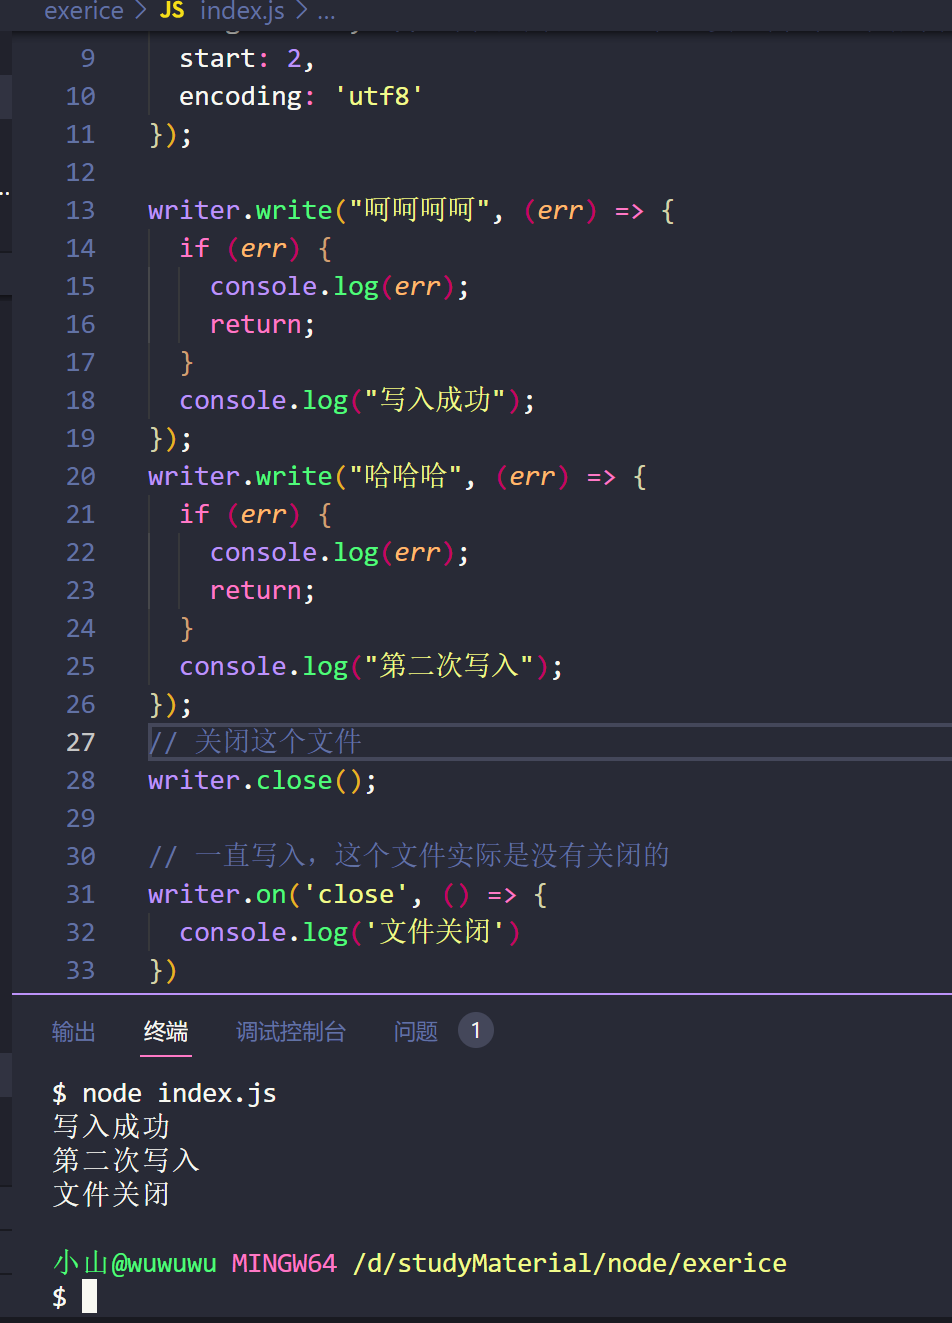 exerice > JS index.js > ...
9 start: 2,
10 encoding: 'utf8'
11 });
12
13 writer.write("呵呵呵呵", (err) => {
14 if (err) {
15 console.log(err);
16 return;
17 }
18 console.log("写入成功");
19 });
20 writer.write("哈哈哈", (err) => {
21 if (err) {
22 console.log(err);
23 return;
24 }
25 console.log("第二次写入");
26 });
27 // 关闭这个文件
28 writer.close();
29
30 // 一直写入，这个文件实际是没有关闭的
31 writer.on('close', () => {
32 console.log('文件关闭')
33 })
输出 终端 调试控制台 问题 1
$ node index.js
写入成功
第二次写入
文件关闭
小山@wuwuwu MINGW64 /d/studyMaterial/node/exerice
$